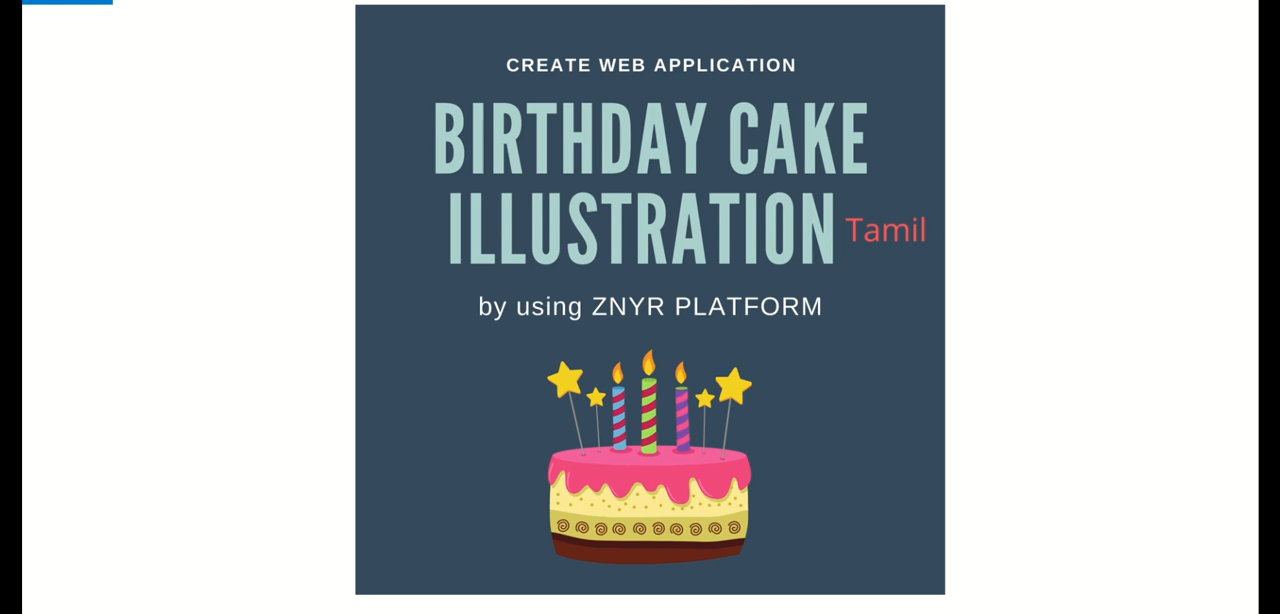 CREATE WEB APPLICATION
BIRTHDAY CAKE
ILLUSTRATION
Tamil
by using ZNYR PLATFORM